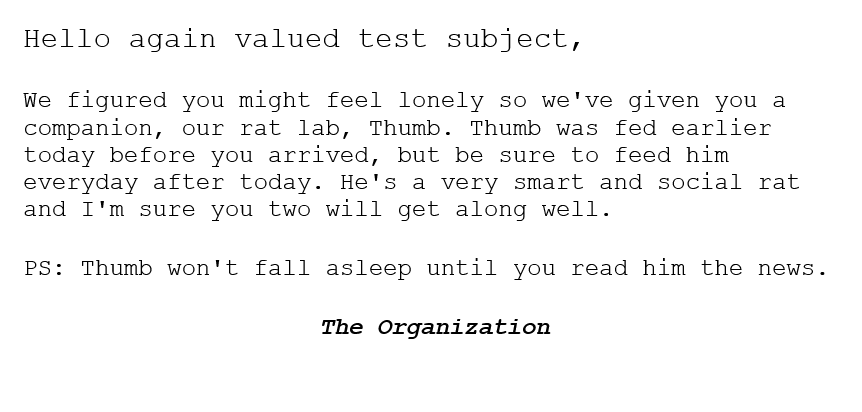 Hello again valued test subject,
We figured you might feel lonely so we've given you a
companion, our rat lab, Thumb. Thumb was fed earlier
today before you arrived, but be sure to feed him
everyday after today. He's a very smart and social rat
and I'm sure you two will get along well.
PS: Thumb won't fall asleep until you read him the news.
The Organization